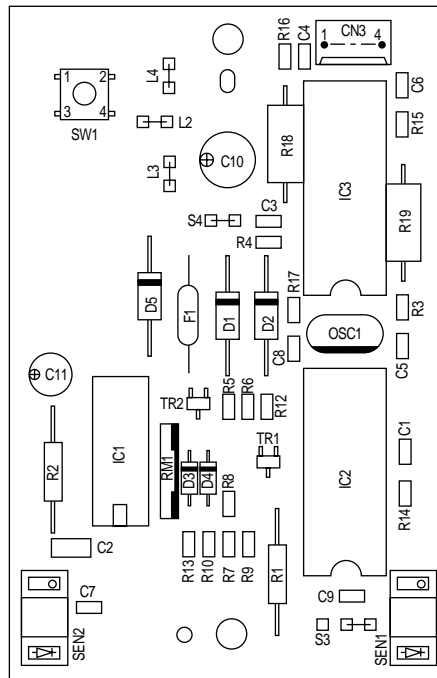 R16
C4
CN3
1 4
L4
1 2
3 4
SW1
L2
C6
R15
R18
C10
IC3
L3
R19
S4
C3
R4
D5
F1
D1
D2
R17
R3
OSC1
C8
C5
C11
TR2
R5
R6
R12
IC1
RM1
TR1
C1
R2
D3
D4
R8
IC2
R14
C2
R13
R10
R7
R9
R1
C7
C9
SEN2
S3
SEN1